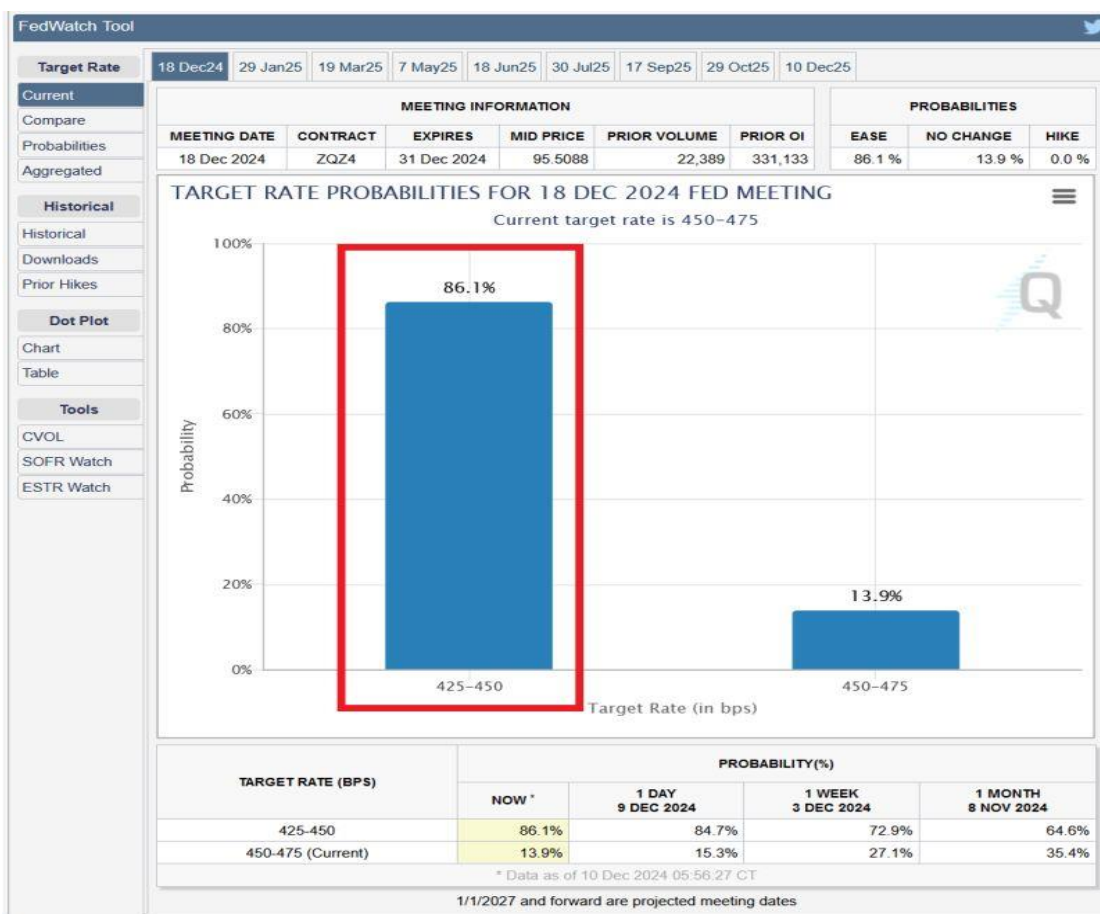 FedWatch Tool
Target Rate
Current
Compare
Probabilities
Aggregated
Historical
Historical
Downloads
Prior Hikes
Dot Plot
Chart
Table
Tools
CVOL
SOFR Watch
ESTR Watch
18 Dec24 29 Jan25 19 Mar25 7 May25 18 Jun25 30 Jul25 17 Sep25 29 Oct25 10 Dec25
MEETING INFORMATION PROBABILITIES
MEETING DATE CONTRACT EXPIRES MID PRICE PRIOR VOLUME PRIOR OI EASE NO CHANGE HIKE
18 Dec 2024 ZQZ4 31 Dec 2024 95.5088 22,389 331,133 86.1 % 13.9 % 0.0 %
TARGET RATE PROBABILITIES FOR 18 DEC 2024 FED MEETING
Current target rate is 450-475
100%
80%
60%
40%
20%
0%
Probability
86.1%
13.9%
Q
425-450 450-475
Target Rate (in bps)
TARGET RATE (BPS) PROBABILITY(%)
NOW * 1 DAY 1 WEEK 1 MONTH
9 DEC 2024 3 DEC 2024 8 NOV 2024
425-450 86.1% 84.7% 72.9% 64.6%
450-475 (Current) 13.9% 15.3% 27.1% 35.4%
* Data as of 10 Dec 2024 05:56:27 CT
1/1/2027 and forward are projected meeting dates